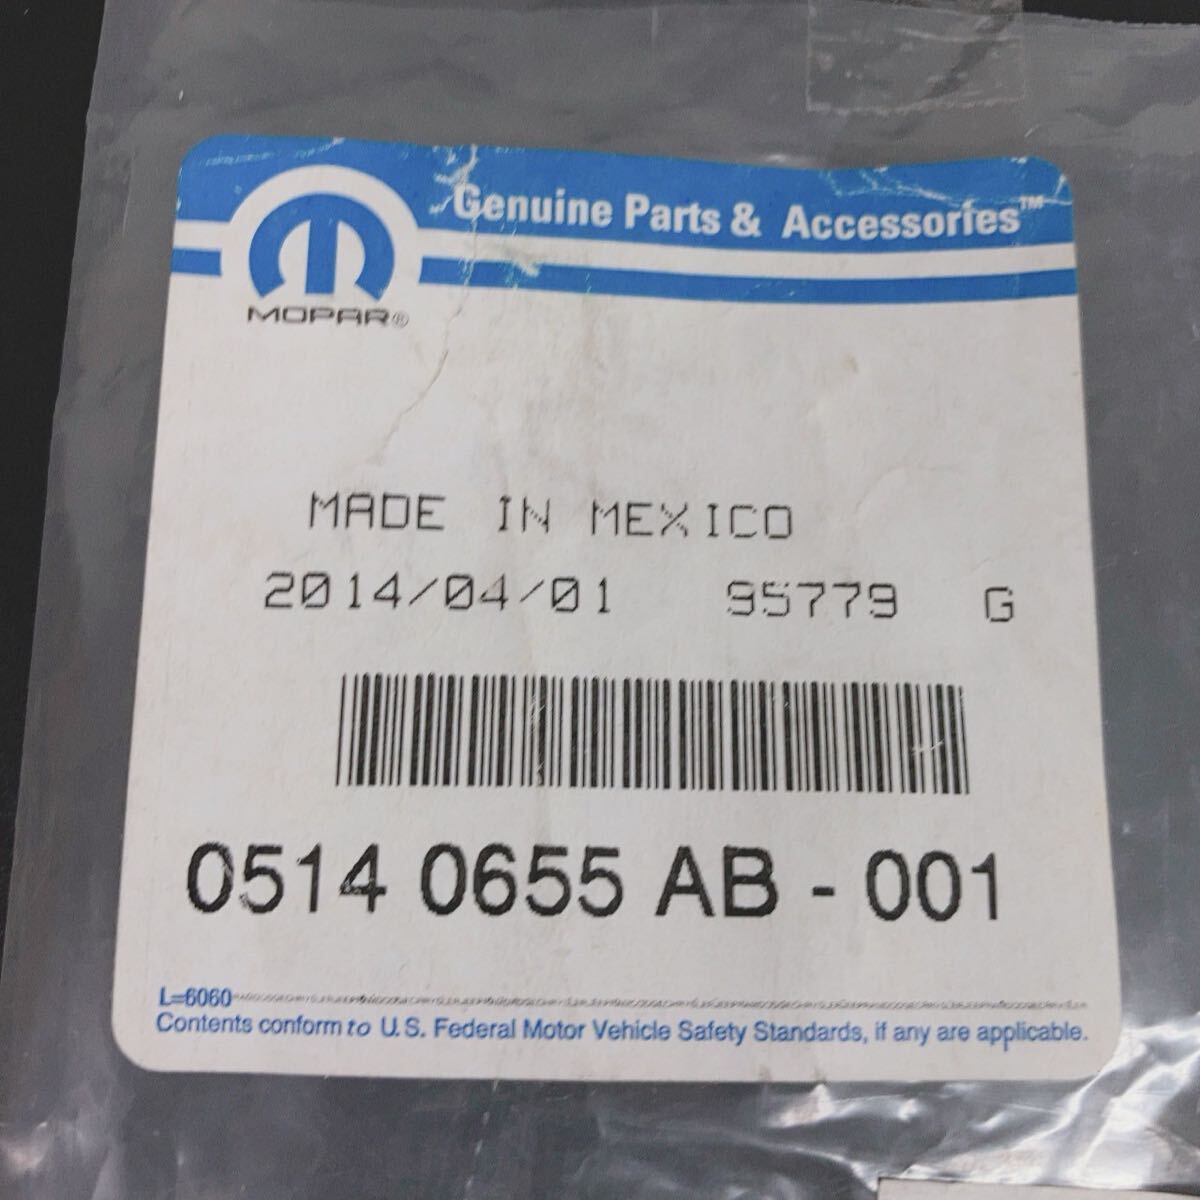 Genuine Parts & Accessories™
MOPAR®
MADE IN MEXICO
2014/04/01 95779 G
0514 0655 AB - 001
L=6060
Contents conform to U.S. Federal Motor Vehicle Safety Standards, if any are applicable.